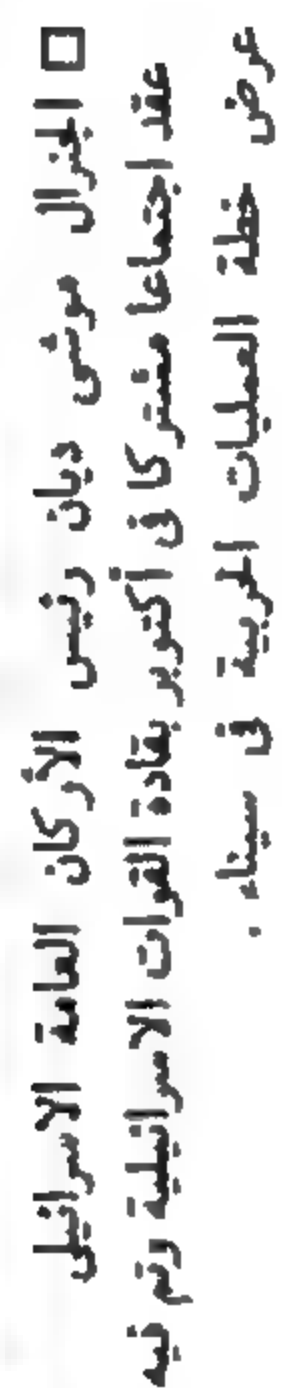 □ الجنرال موشى ديان رئيس الأركان العامة الاسرائيلى
عقد اجتماعا مشتركا فى أكتوبر بقادة القوات الاسرائيلية وتم فيه
عرض خطة العمليات الحربية فى سيناء .